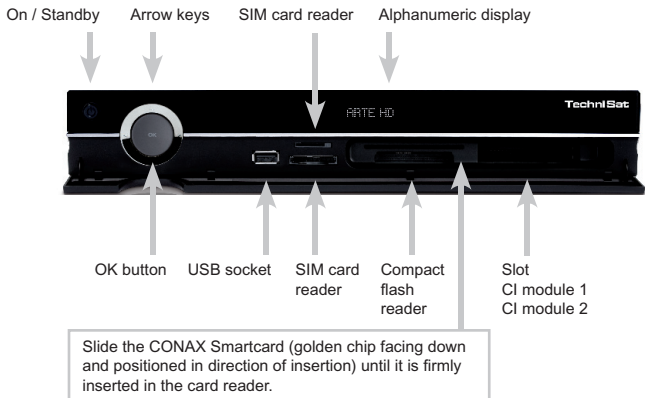 On / Standby
Arrow keys
SIM card reader
Alphanumeric display
ARTE HD
TechniSat
OK
OK button
USB socket
SIM card
reader
Compact
flash
reader
Slot
CI module 1
CI module 2
Slide the CONAX Smartcard (golden chip facing down
and positioned in direction of insertion) until it is firmly
inserted in the card reader.